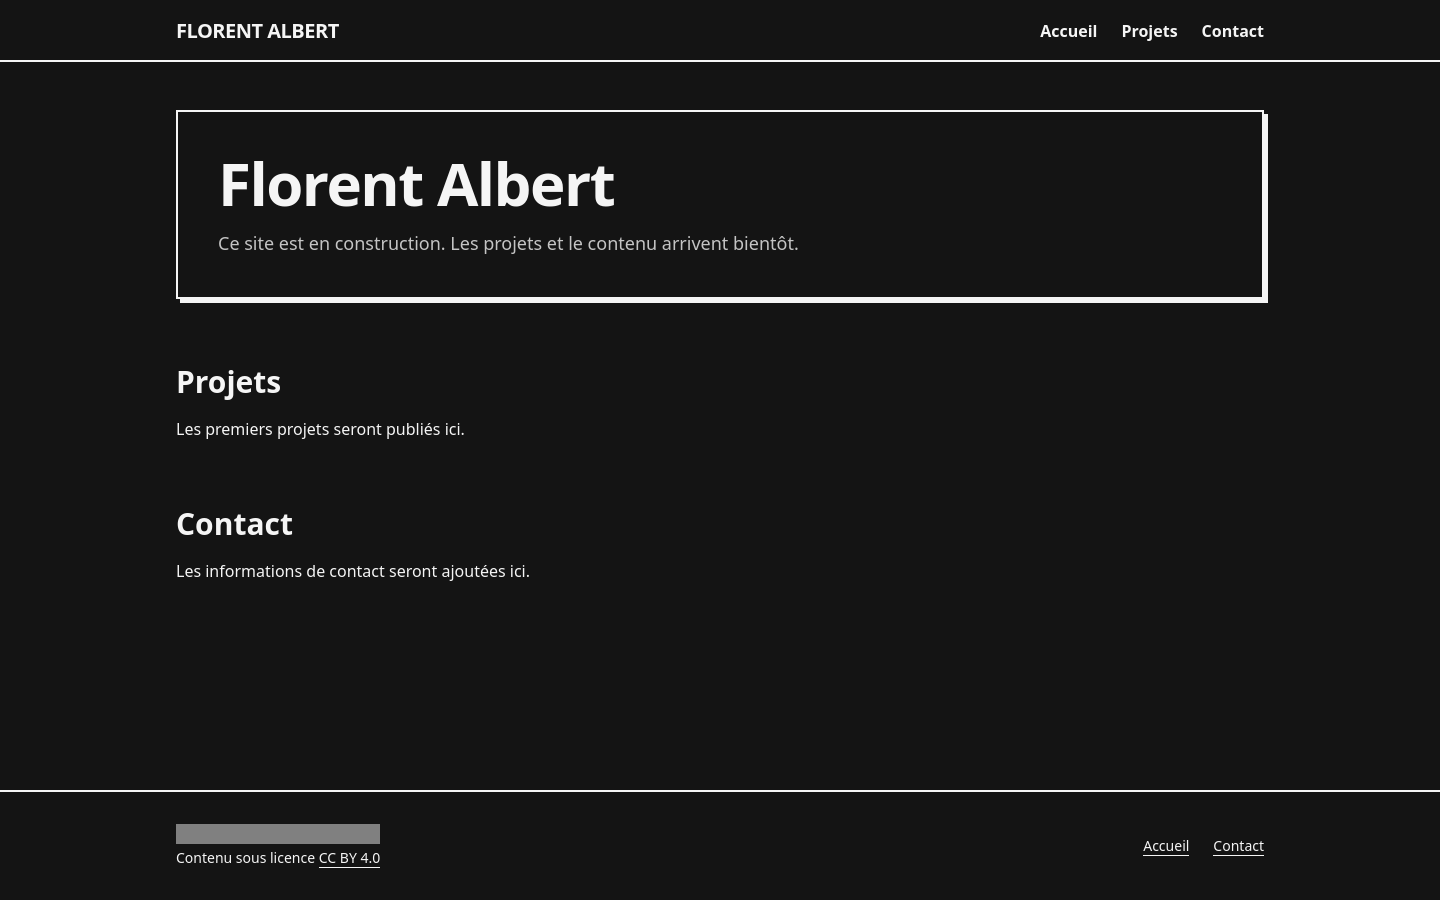 FLORENT ALBERT
Accueil Projets Contact
Florent Albert
Ce site est en construction. Les projets et le contenu arrivent bientôt.
Projets
Les premiers projets seront publiés ici.
Contact
Les informations de contact seront ajoutées ici.
Contenu sous licence CC BY 4.0
Accueil Contact